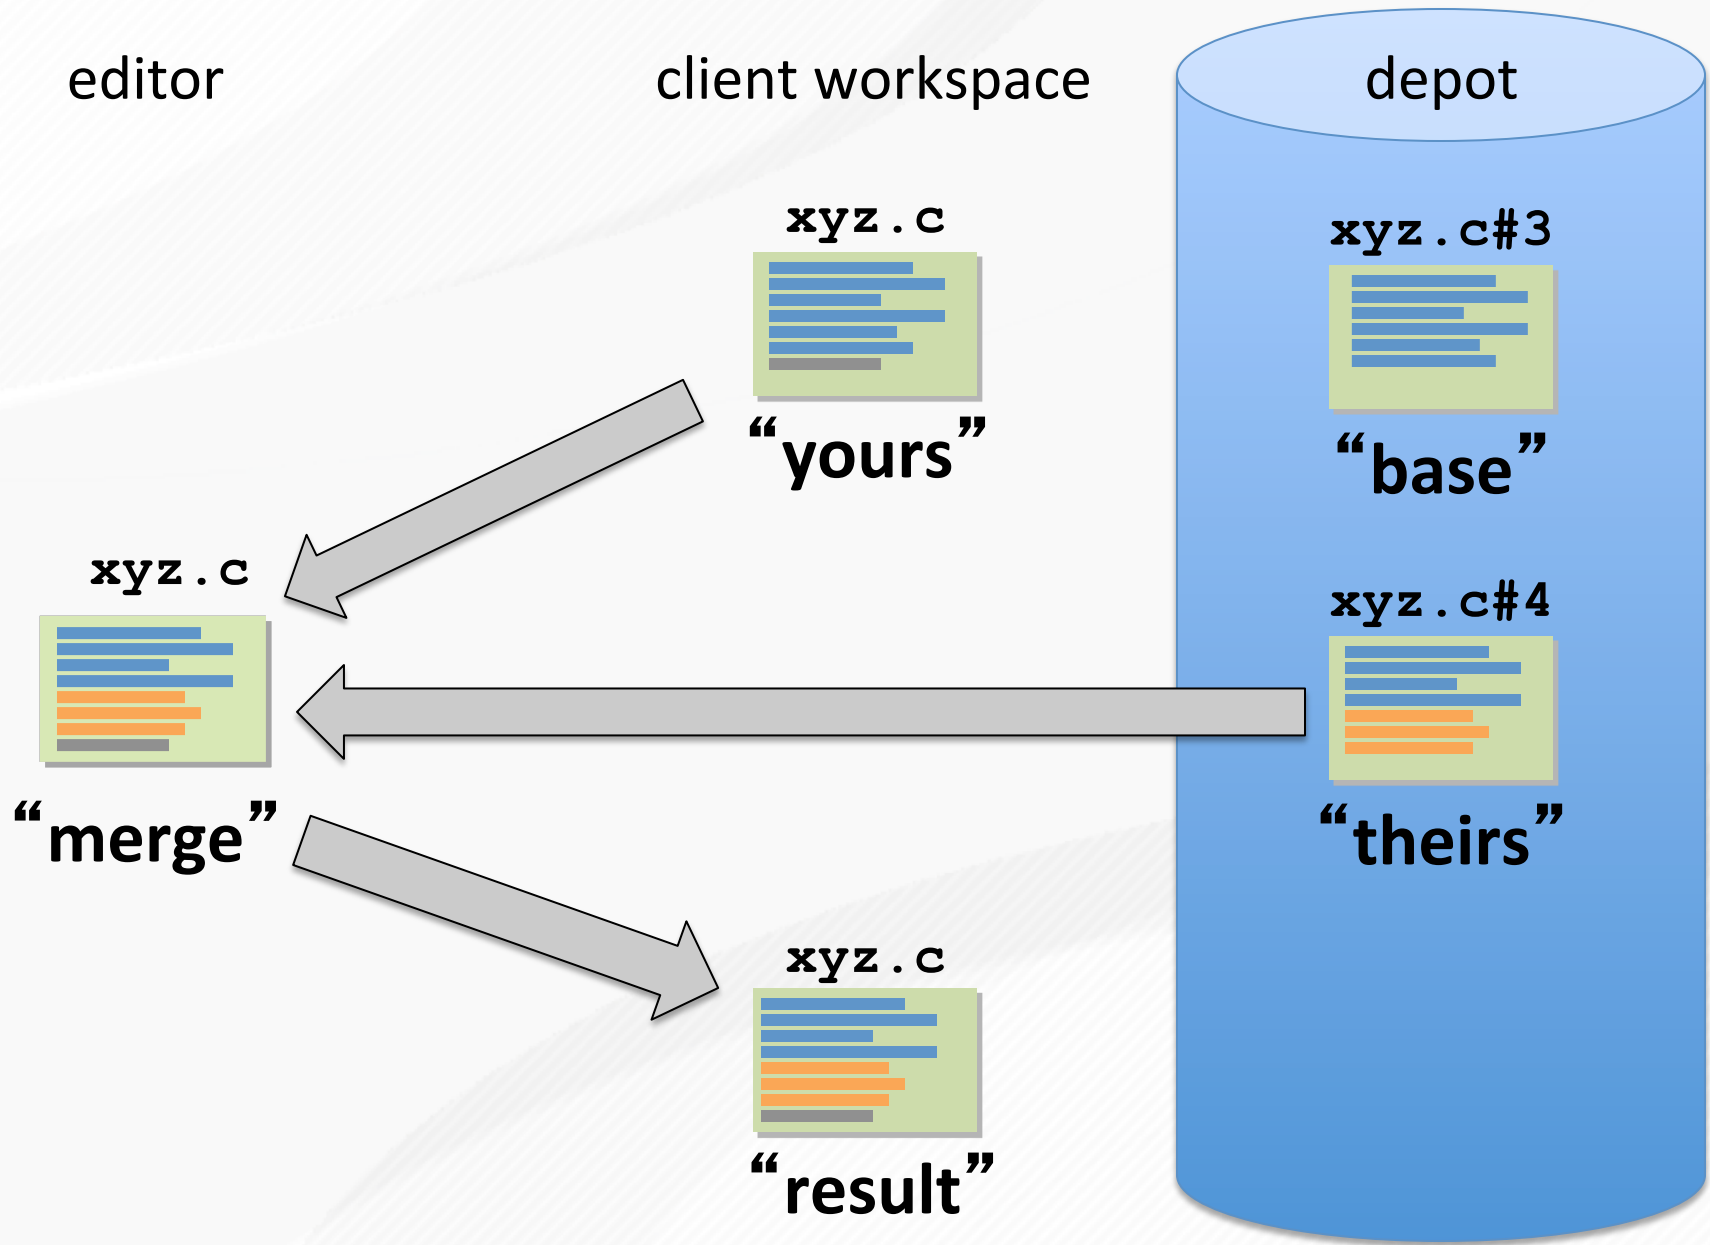 editor
client workspace
depot
xyz.c
“yours”
xyz.c#3
“base”
xyz.c
“merge”
xyz.c#4
“theirs”
xyz.c
“result”